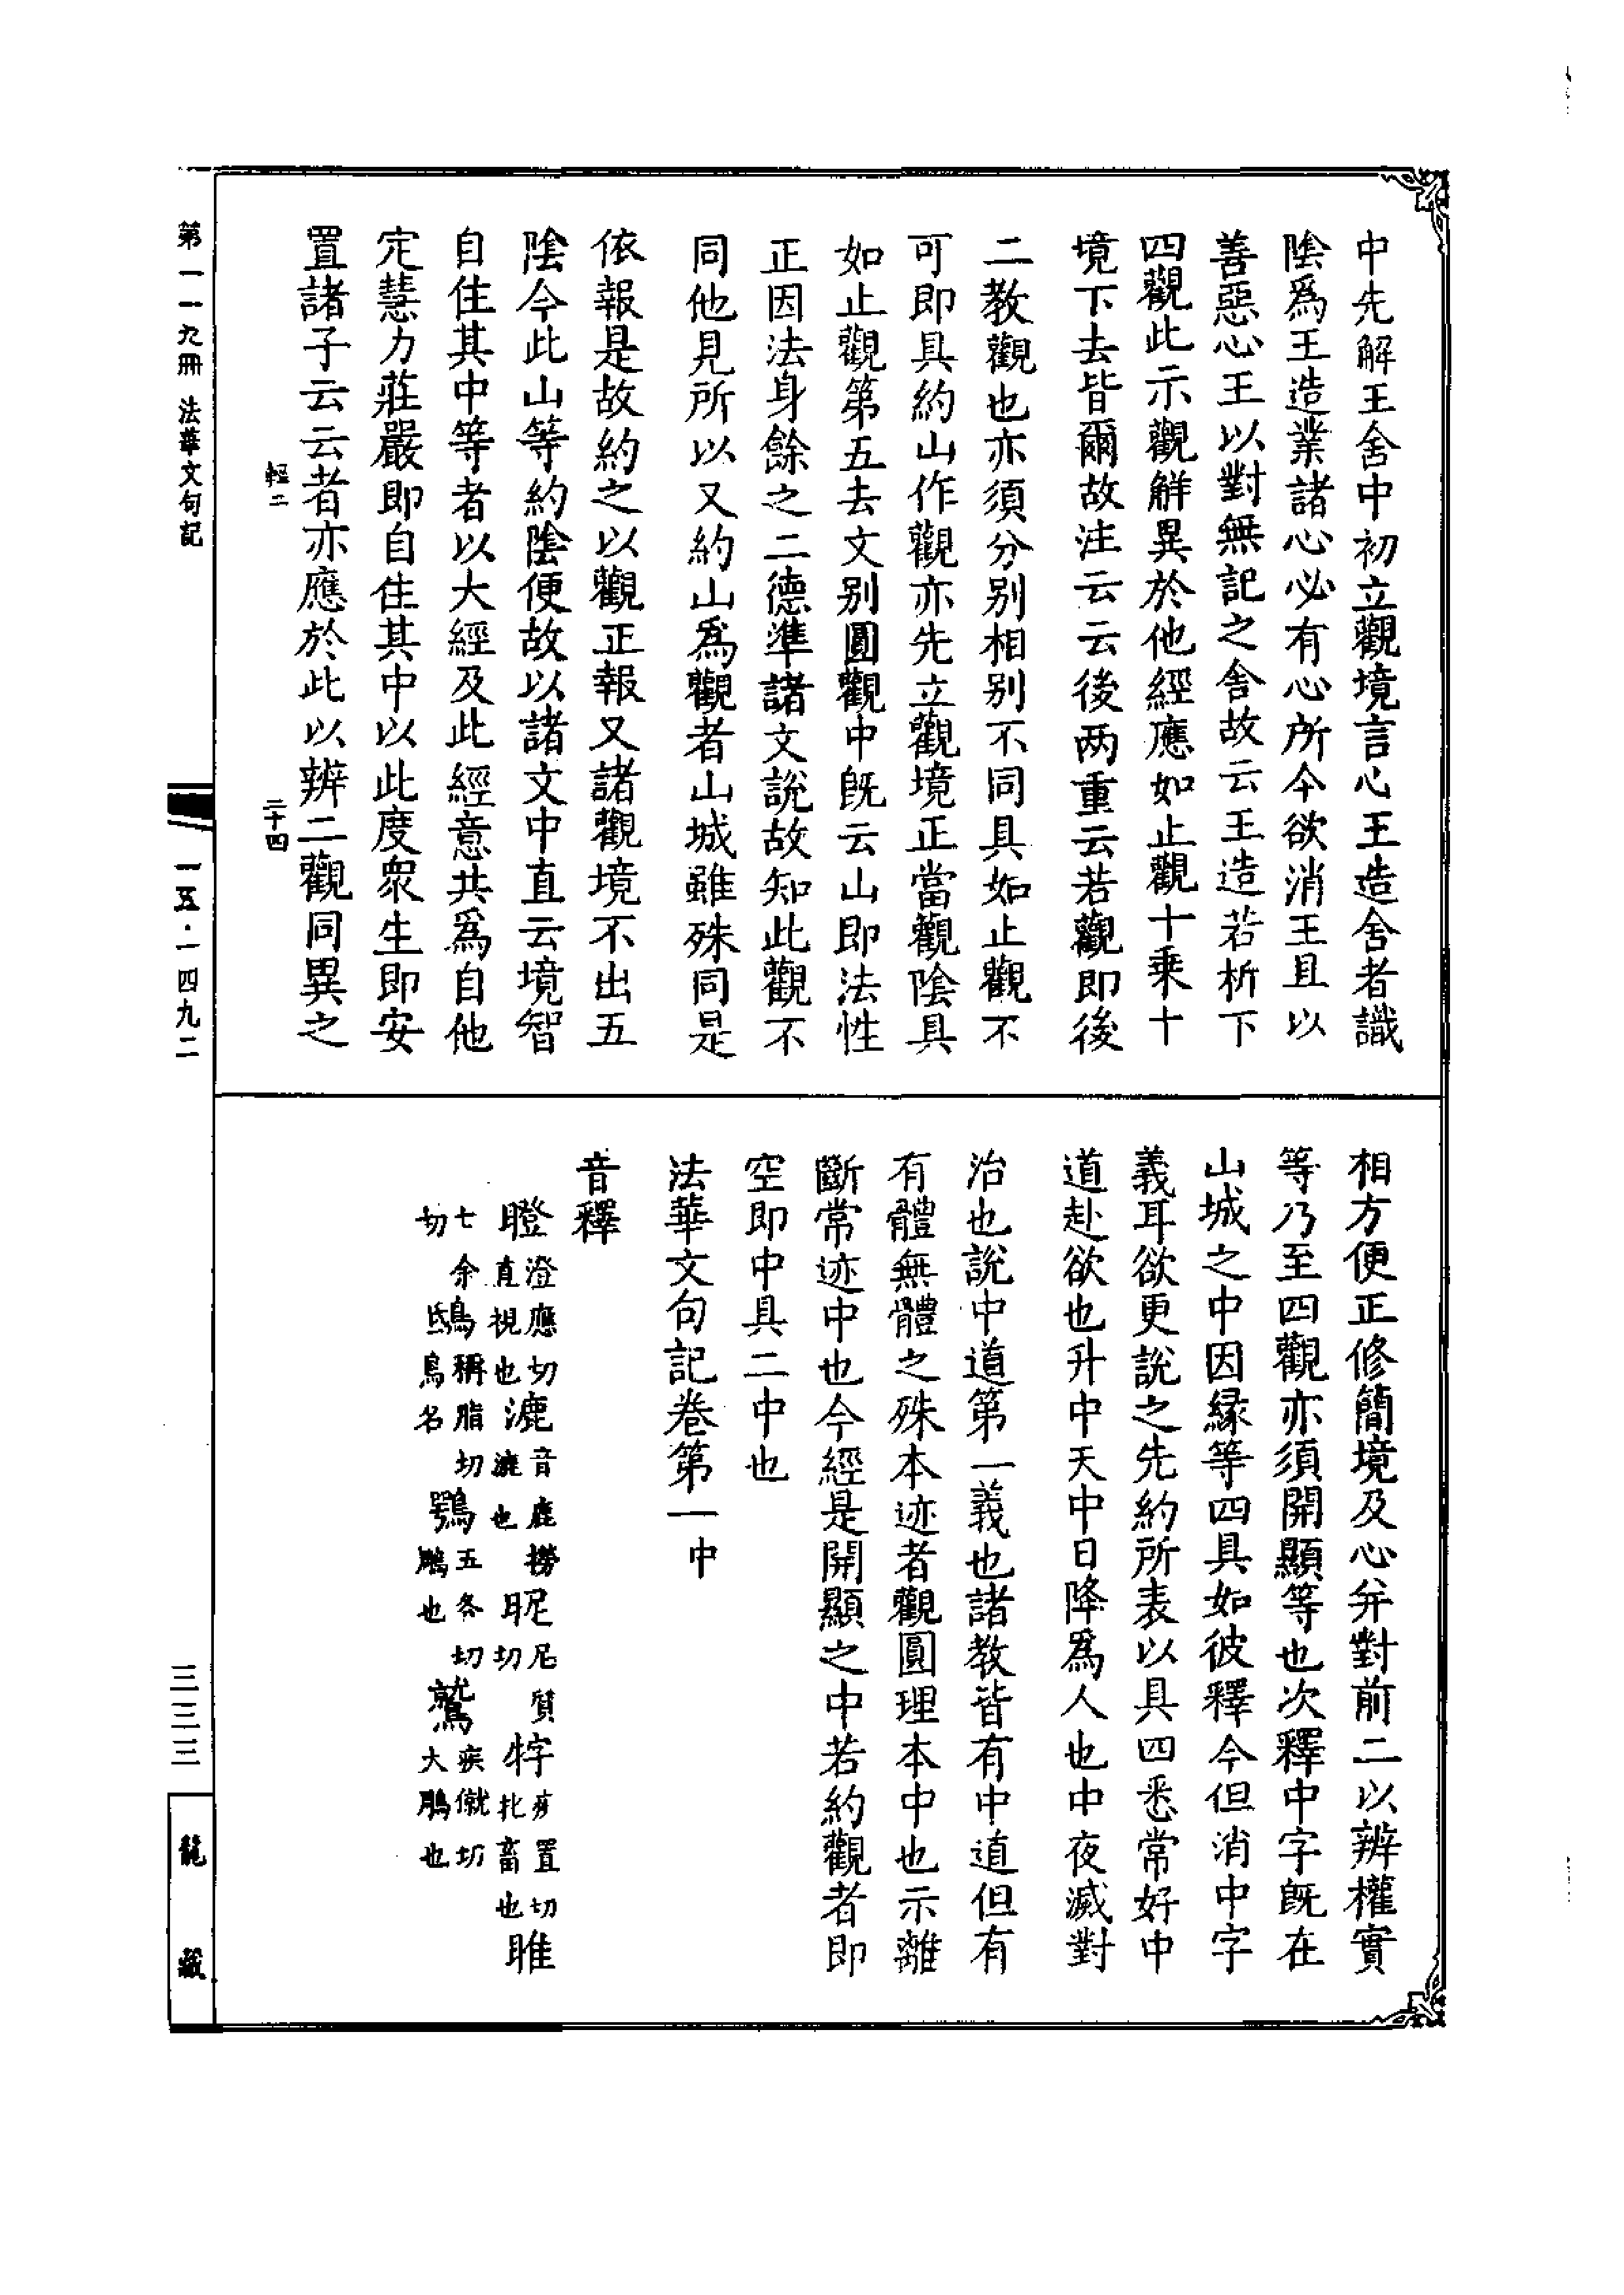 中先解王舍中初立觀境言心王造舍者識
陰爲王造業諸心必有心所今欲消王且以
善惡心王以對無記之舍故云王造若析下
四觀此示觀解異於他經應如止觀十乘十
境下去皆爾故注云云後两重云若觀即後
二教觀也亦須分别相别不同具如止觀不
可即具約山作觀亦先立觀境正當觀陰具
如止觀第五去文别圓觀中旣云山即法性
正因法身餘之二德準諸文説故知此觀不
同他見所以又約山爲觀者山城雖殊同是
依報是故約之以觀正報又諸觀境不出五
陰今此山等約陰便故以諸文中直云境智
自住其中等者以大經及此經意共爲自他
定慧力莊嚴即自住其中以此度衆生即安
置諸子云云者亦應於此以辨二觀同異之
輕二
二十四
相方便正修簡境及心弁對前二以辨權實
等乃至四觀亦須開顯等也次釋中字旣在
山城之中因緣等四具如彼釋今但消中字
義耳欲更說之先約所表以具四悉常好中
道赴欲也升中天中日降爲人也中夜滅對
治也說中道第一義也諸教皆有中道但有
有體無體之殊本迹者觀圓理本中也示離
斷常迹中也今經是開顯之中若約觀者即
空即中具二中也
法華文句記卷第一中
音釋
瞪澄應切直視也漉音鹿撈漉也䀢尼質切牸疾置切牝畜也雎
七余切鴟稱脂切鳥名鶚五各切鵰也鷲疾僦切大鵰也
第一一九冊 法華文句記
一五·一四九二
三三三
龍藏